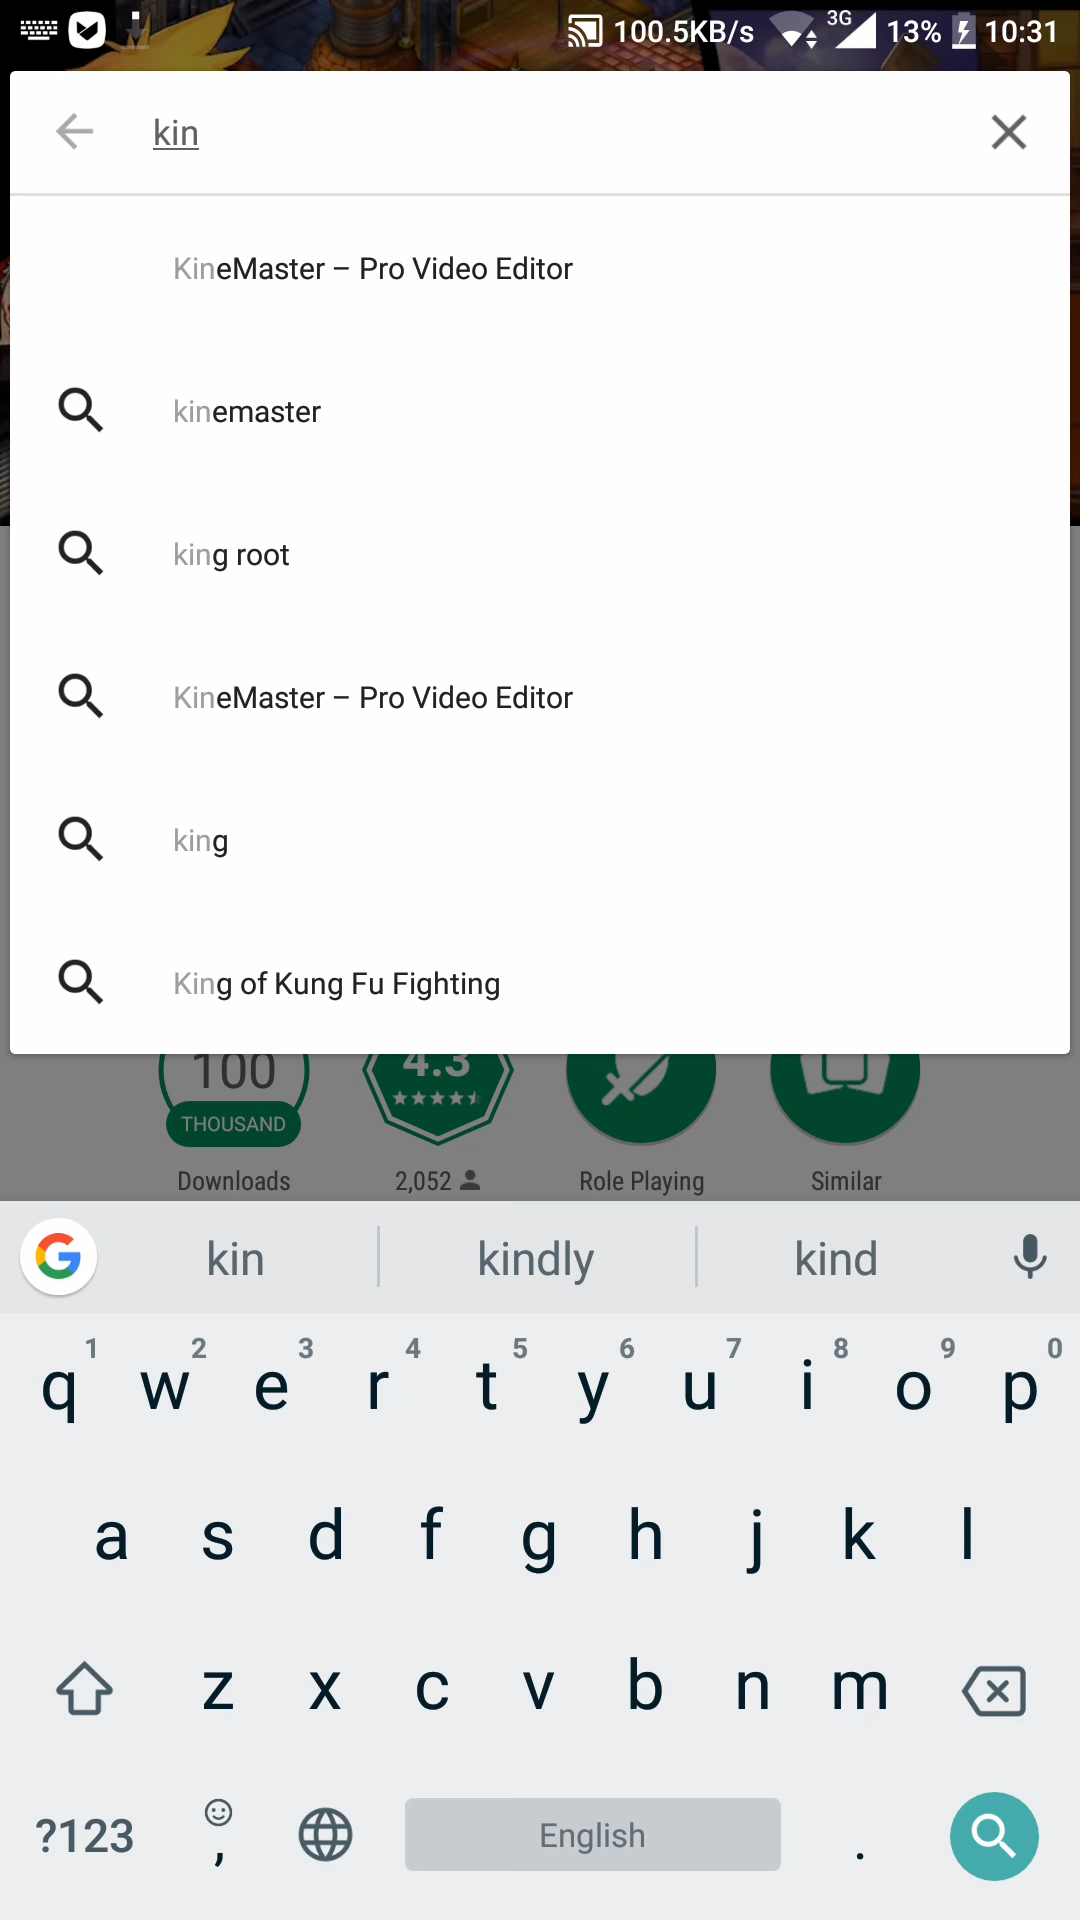 100.5KB/s 3G 13% 10:31
kin
KineMaster – Pro Video Editor
kinemaster
king root
KineMaster – Pro Video Editor
king
King of Kung Fu Fighting
100 4.3
THOUSAND
Downloads 2,052 Role Playing Similar
kin kindly kind
1 2 3 4 5 6 7 8 9 0
q w e r t y u i o p
a s d f g h j k l
z x c v b n m
?123 , English .